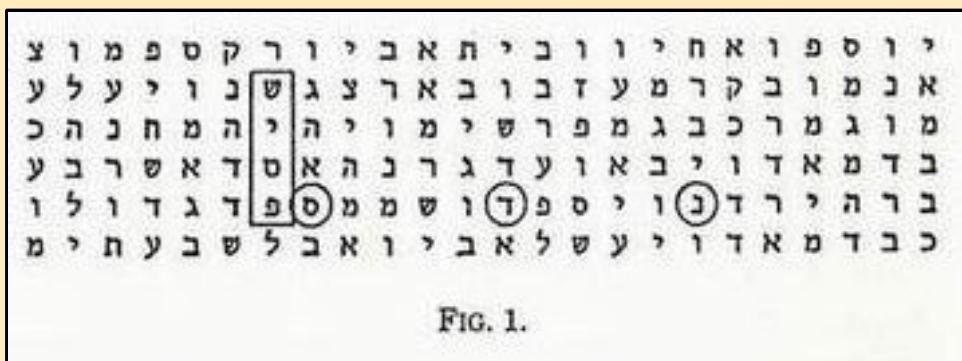 י ו ס פ ו א ח י ו ו ב י ת א ב י ו ר ק ט פ מ ו צ
א נ מ ו ב ק ר מ ע ז ב ו ב א ר צ ג ש נ ו י ע ל ע
מ ו ג מ ר כ ב ג מ פ ר ש י מ ו י ה י ה מ ח נ ה כ
ב ד מ א ד ו י ב א ו ע ד ג ר נ ה א ט ד א ש ר ב ע
ב ר ה י ר ד נ ו י ס פ ד ו ש מ מ ס פ ד ג ד ו ל ו
כ ב ד מ א ד ו י ע ש ל א ב י ו א ב ל ש ב ע ת י מ
FIG. 1.